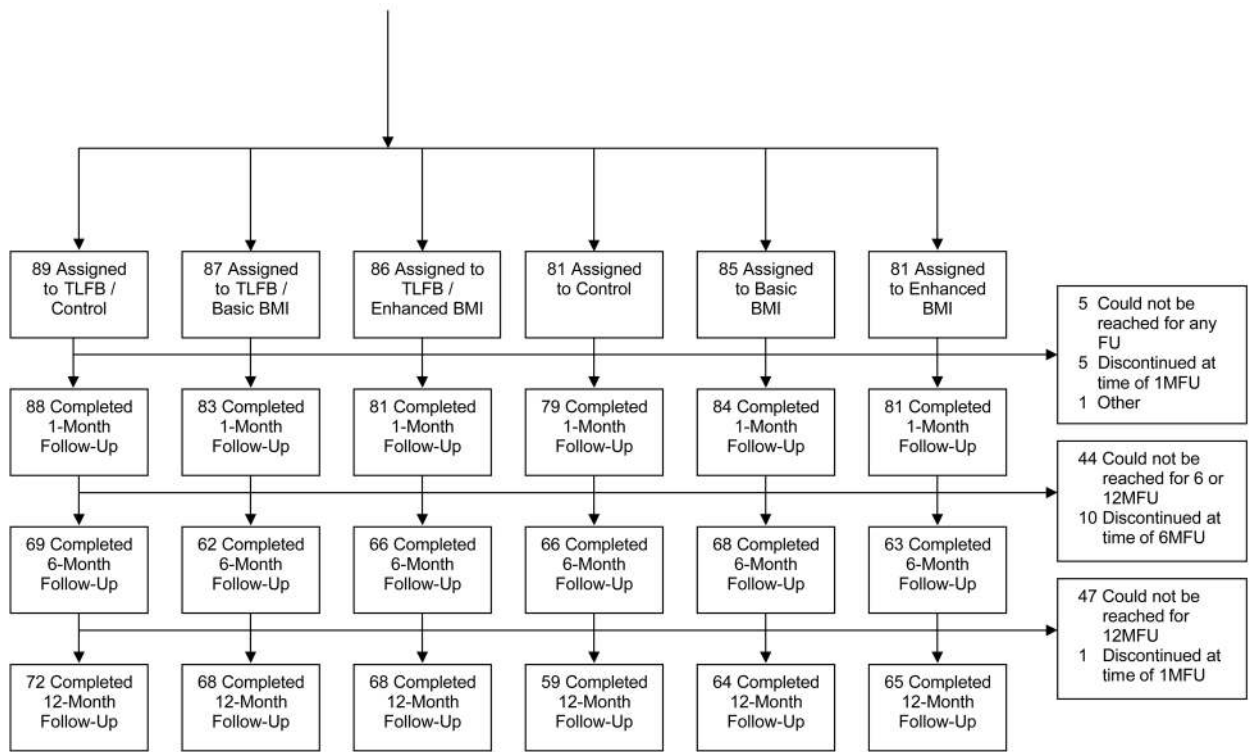 89 Assigned
to TLFB /
Control
87 Assigned
to TLFB /
Basic BMI
86 Assigned to
TLFB /
Enhanced BMI
81 Assigned
to Control
85 Assigned
to Basic
BMI
81 Assigned
to Enhanced
BMI
5 Could not be
reached for any
FU
5 Discontinued at
time of 1MFU
1 Other
88 Completed
1-Month
Follow-Up
83 Completed
1-Month
Follow-Up
81 Completed
1-Month
Follow-Up
79 Completed
1-Month
Follow-Up
84 Completed
1-Month
Follow-Up
81 Completed
1-Month
Follow-Up
44 Could not be
reached for 6 or
12MFU
10 Discontinued at
time of 6MFU
69 Completed
6-Month
Follow-Up
62 Completed
6-Month
Follow-Up
66 Completed
6-Month
Follow-Up
66 Completed
6-Month
Follow-Up
68 Completed
6-Month
Follow-Up
63 Completed
6-Month
Follow-Up
47 Could not be
reached for
12MFU
1 Discontinued at
time of 1MFU
72 Completed
12-Month
Follow-Up
68 Completed
12-Month
Follow-Up
68 Completed
12-Month
Follow-Up
59 Completed
12-Month
Follow-Up
64 Completed
12-Month
Follow-Up
65 Completed
12-Month
Follow-Up